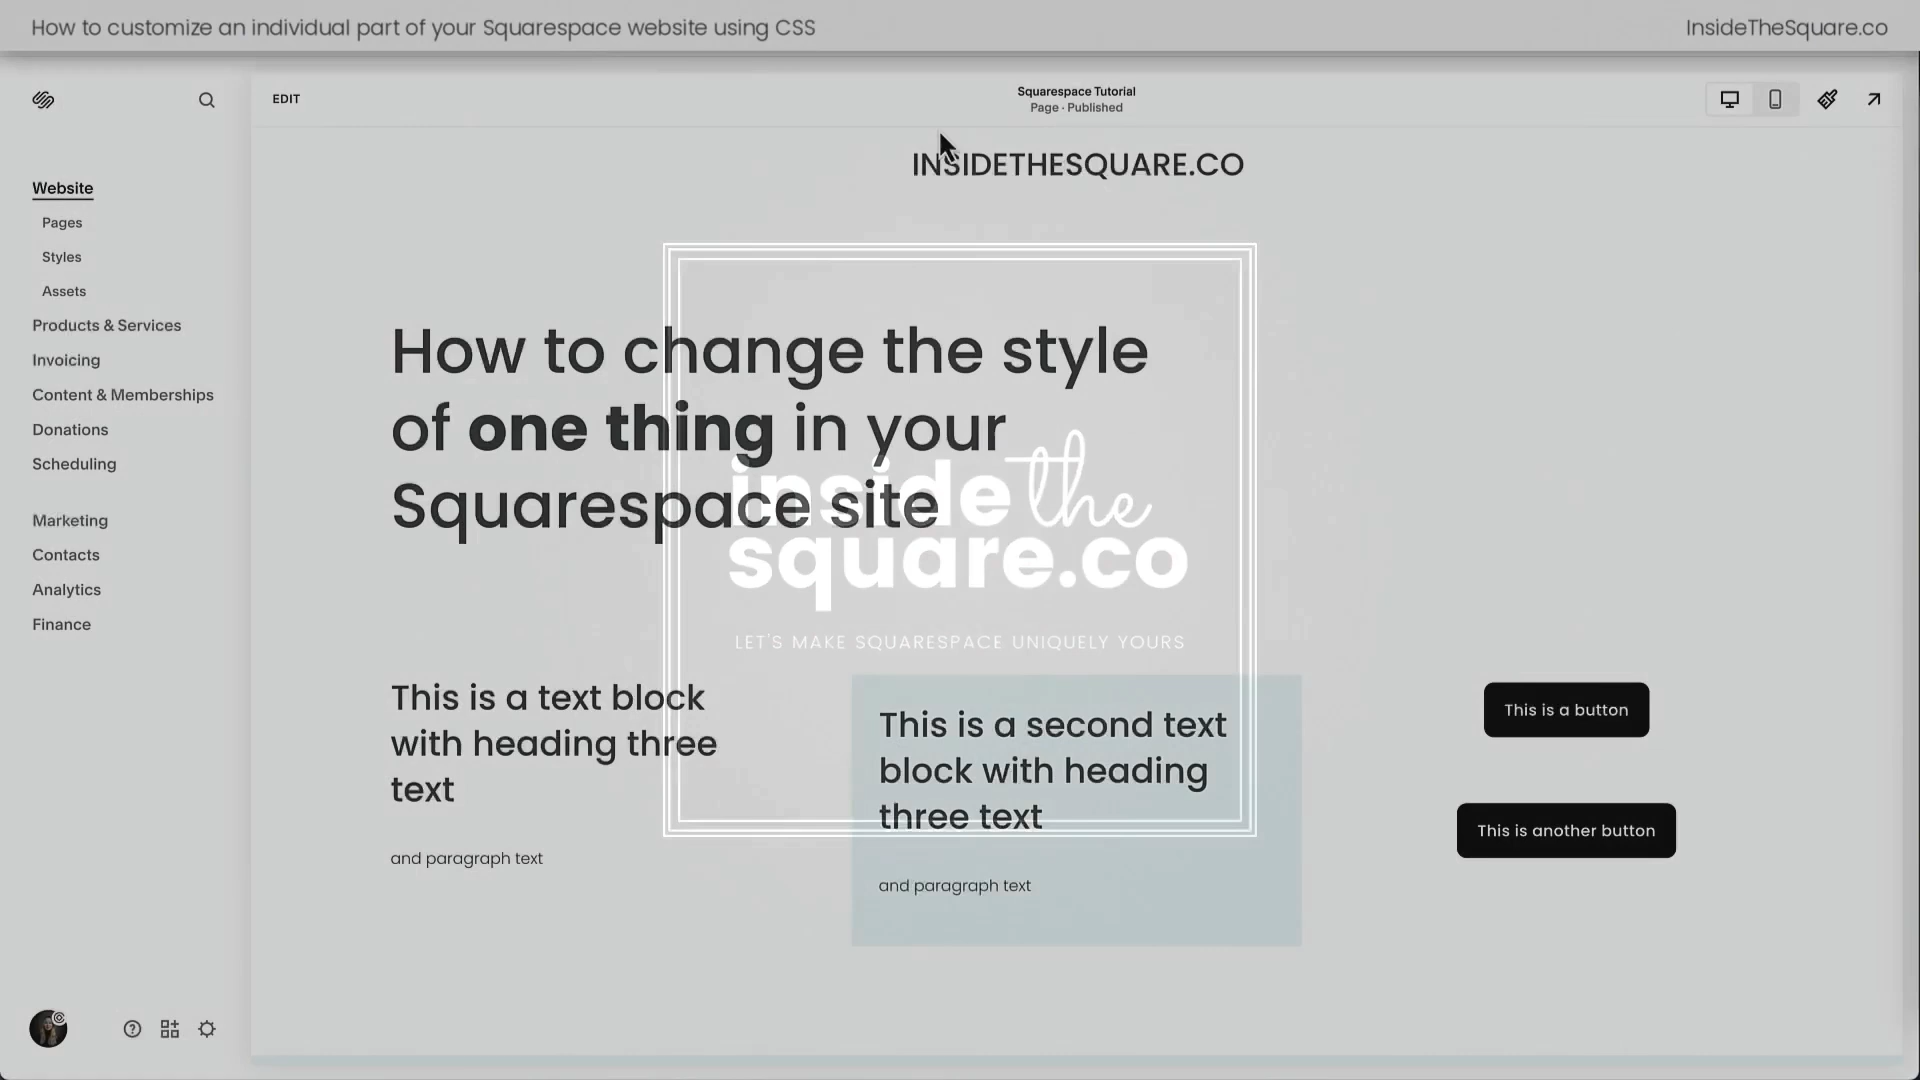 How to customize an individual part of your Squarespace website using CSS
InsideTheSquare.co
EDIT
Squarespace Tutorial
Page · Published
INSIDETHESQUARE.CO
Website
Pages
Styles
Assets
Products & Services
Invoicing
Content & Memberships
Donations
Scheduling
Marketing
Contacts
Analytics
Finance
How to change the style
of one thing in your
Squarespace site
inside the
square.co
LET'S MAKE SQUARESPACE UNIQUELY YOURS
This is a text block
with heading three
text
and paragraph text
This is a second text
block with heading
three text
and paragraph text
This is a button
This is another button